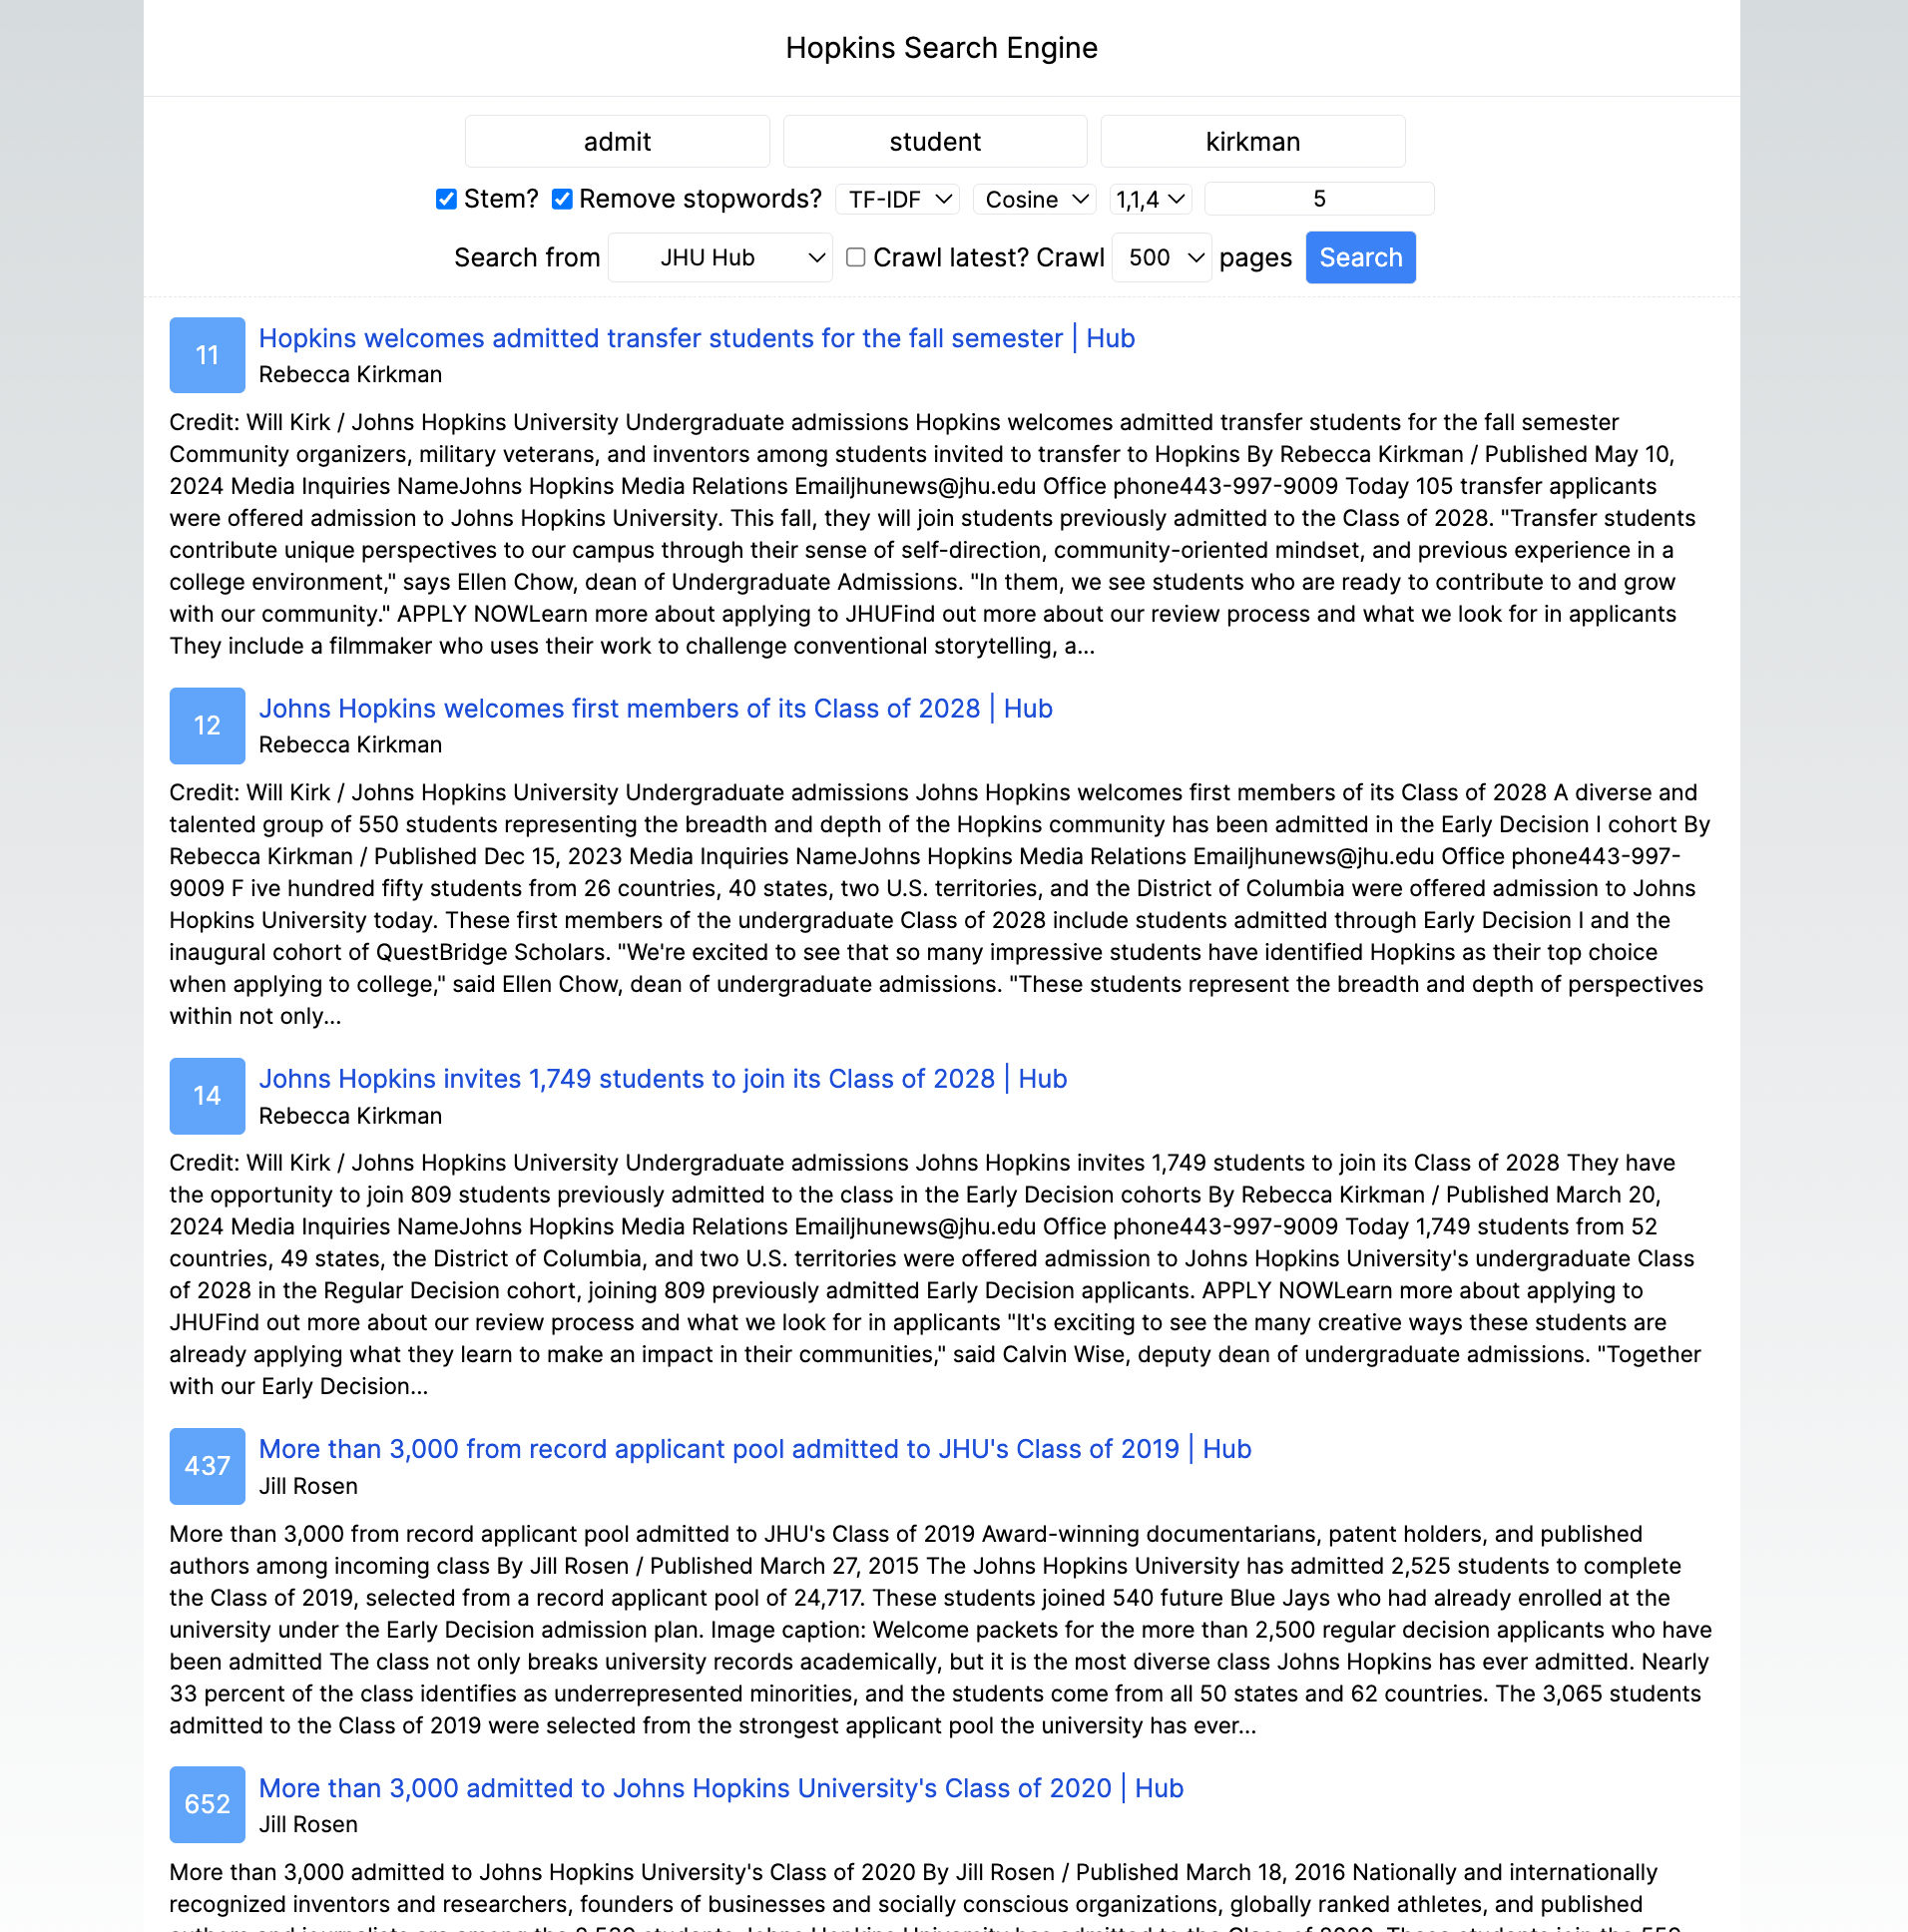 Hopkins Search Engine
admit student kirkman
Stem? Remove stopwords? TF-IDF Cosine 1,1,4 5
Search from JHU Hub Crawl latest? Crawl 500 pages Search
11 Hopkins welcomes admitted transfer students for the fall semester | Hub
Rebecca Kirkman
Credit: Will Kirk / Johns Hopkins University Undergraduate admissions Hopkins welcomes admitted transfer students for the fall semester
Community organizers, military veterans, and inventors among students invited to transfer to Hopkins By Rebecca Kirkman / Published May 10,
2024 Media Inquiries NameJohns Hopkins Media Relations Emailjhunews@jhu.edu Office phone443-997-9009 Today 105 transfer applicants
were offered admission to Johns Hopkins University. This fall, they will join students previously admitted to the Class of 2028. "Transfer students
contribute unique perspectives to our campus through their sense of self-direction, community-oriented mindset, and previous experience in a
college environment," says Ellen Chow, dean of Undergraduate Admissions. "In them, we see students who are ready to contribute to and grow
with our community." APPLY NOWLearn more about applying to JHUFind out more about our review process and what we look for in applicants
They include a filmmaker who uses their work to challenge conventional storytelling, a...
12 Johns Hopkins welcomes first members of its Class of 2028 | Hub
Rebecca Kirkman
Credit: Will Kirk / Johns Hopkins University Undergraduate admissions Johns Hopkins welcomes first members of its Class of 2028 A diverse and
talented group of 550 students representing the breadth and depth of the Hopkins community has been admitted in the Early Decision I cohort By
Rebecca Kirkman / Published Dec 15, 2023 Media Inquiries NameJohns Hopkins Media Relations Emailjhunews@jhu.edu Office phone443-997-
9009 F ive hundred fifty students from 26 countries, 40 states, two U.S. territories, and the District of Columbia were offered admission to Johns
Hopkins University today. These first members of the undergraduate Class of 2028 include students admitted through Early Decision I and the
inaugural cohort of QuestBridge Scholars. "We're excited to see that so many impressive students have identified Hopkins as their top choice
when applying to college," said Ellen Chow, dean of undergraduate admissions. "These students represent the breadth and depth of perspectives
within not only...
14 Johns Hopkins invites 1,749 students to join its Class of 2028 | Hub
Rebecca Kirkman
Credit: Will Kirk / Johns Hopkins University Undergraduate admissions Johns Hopkins invites 1,749 students to join its Class of 2028 They have
the opportunity to join 809 students previously admitted to the class in the Early Decision cohorts By Rebecca Kirkman / Published March 20,
2024 Media Inquiries NameJohns Hopkins Media Relations Emailjhunews@jhu.edu Office phone443-997-9009 Today 1,749 students from 52
countries, 49 states, the District of Columbia, and two U.S. territories were offered admission to Johns Hopkins University's undergraduate Class
of 2028 in the Regular Decision cohort, joining 809 previously admitted Early Decision applicants. APPLY NOWLearn more about applying to
JHUFind out more about our review process and what we look for in applicants "It's exciting to see the many creative ways these students are
already applying what they learn to make an impact in their communities," said Calvin Wise, deputy dean of undergraduate admissions. "Together
with our Early Decision...
437 More than 3,000 from record applicant pool admitted to JHU's Class of 2019 | Hub
Jill Rosen
More than 3,000 from record applicant pool admitted to JHU's Class of 2019 Award-winning documentarians, patent holders, and published
authors among incoming class By Jill Rosen / Published March 27, 2015 The Johns Hopkins University has admitted 2,525 students to complete
the Class of 2019, selected from a record applicant pool of 24,717. These students joined 540 future Blue Jays who had already enrolled at the
university under the Early Decision admission plan. Image caption: Welcome packets for the more than 2,500 regular decision applicants who have
been admitted The class not only breaks university records academically, but it is the most diverse class Johns Hopkins has ever admitted. Nearly
33 percent of the class identifies as underrepresented minorities, and the students come from all 50 states and 62 countries. The 3,065 students
admitted to the Class of 2019 were selected from the strongest applicant pool the university has ever...
652 More than 3,000 admitted to Johns Hopkins University's Class of 2020 | Hub
Jill Rosen
More than 3,000 admitted to Johns Hopkins University's Class of 2020 By Jill Rosen / Published March 18, 2016 Nationally and internationally
recognized inventors and researchers, founders of businesses and socially conscious organizations, globally ranked athletes, and published